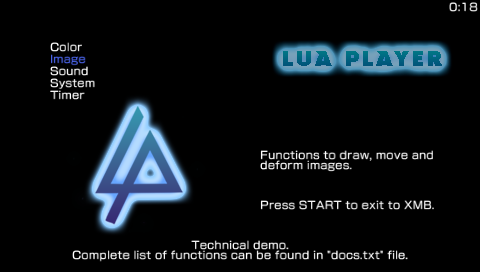 0:18
Color
Image
Sound
System
Timer
LUA PLAYER
Functions to draw, move and
deform images.
Press START to exit to XMB.
Technical demo.
Complete list of functions can be found in "docs.txt" file.